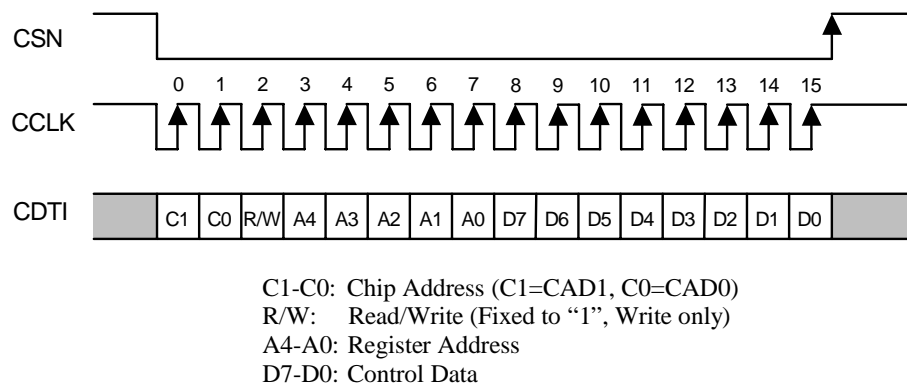 CSN
0 1 2 3 4 5 6 7 8 9 10 11 12 13 14 15
CCLK
CDTI C1 C0 R/W A4 A3 A2 A1 A0 D7 D6 D5 D4 D3 D2 D1 D0
C1-C0: Chip Address (C1=CAD1, C0=CAD0)
R/W: Read/Write (Fixed to “1”, Write only)
A4-A0: Register Address
D7-D0: Control Data